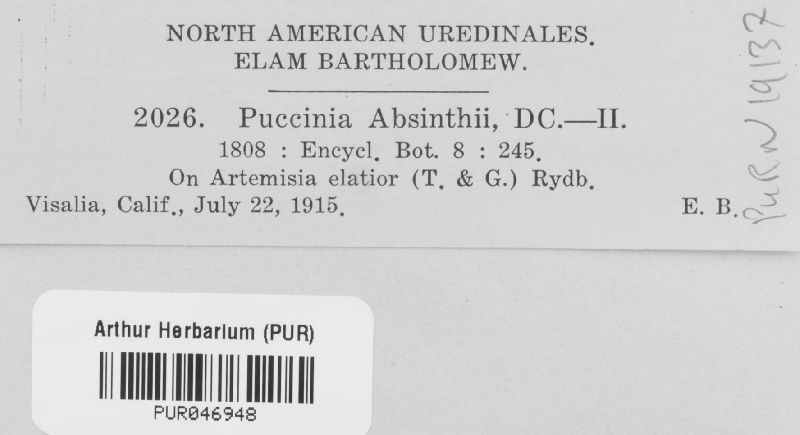 NORTH AMERICAN UREDINALES.
ELAM BARTHOLOMEW.
2026. Puccinia Absinthii, DC.—II.
1808 : Encycl. Bot. 8 : 245.
On Artemisia elatior (T. & G.) Rydb.
Visalia, Calif., July 22, 1915. E. B.
PUR N 19137
Arthur Herbarium (PUR)
PUR046948